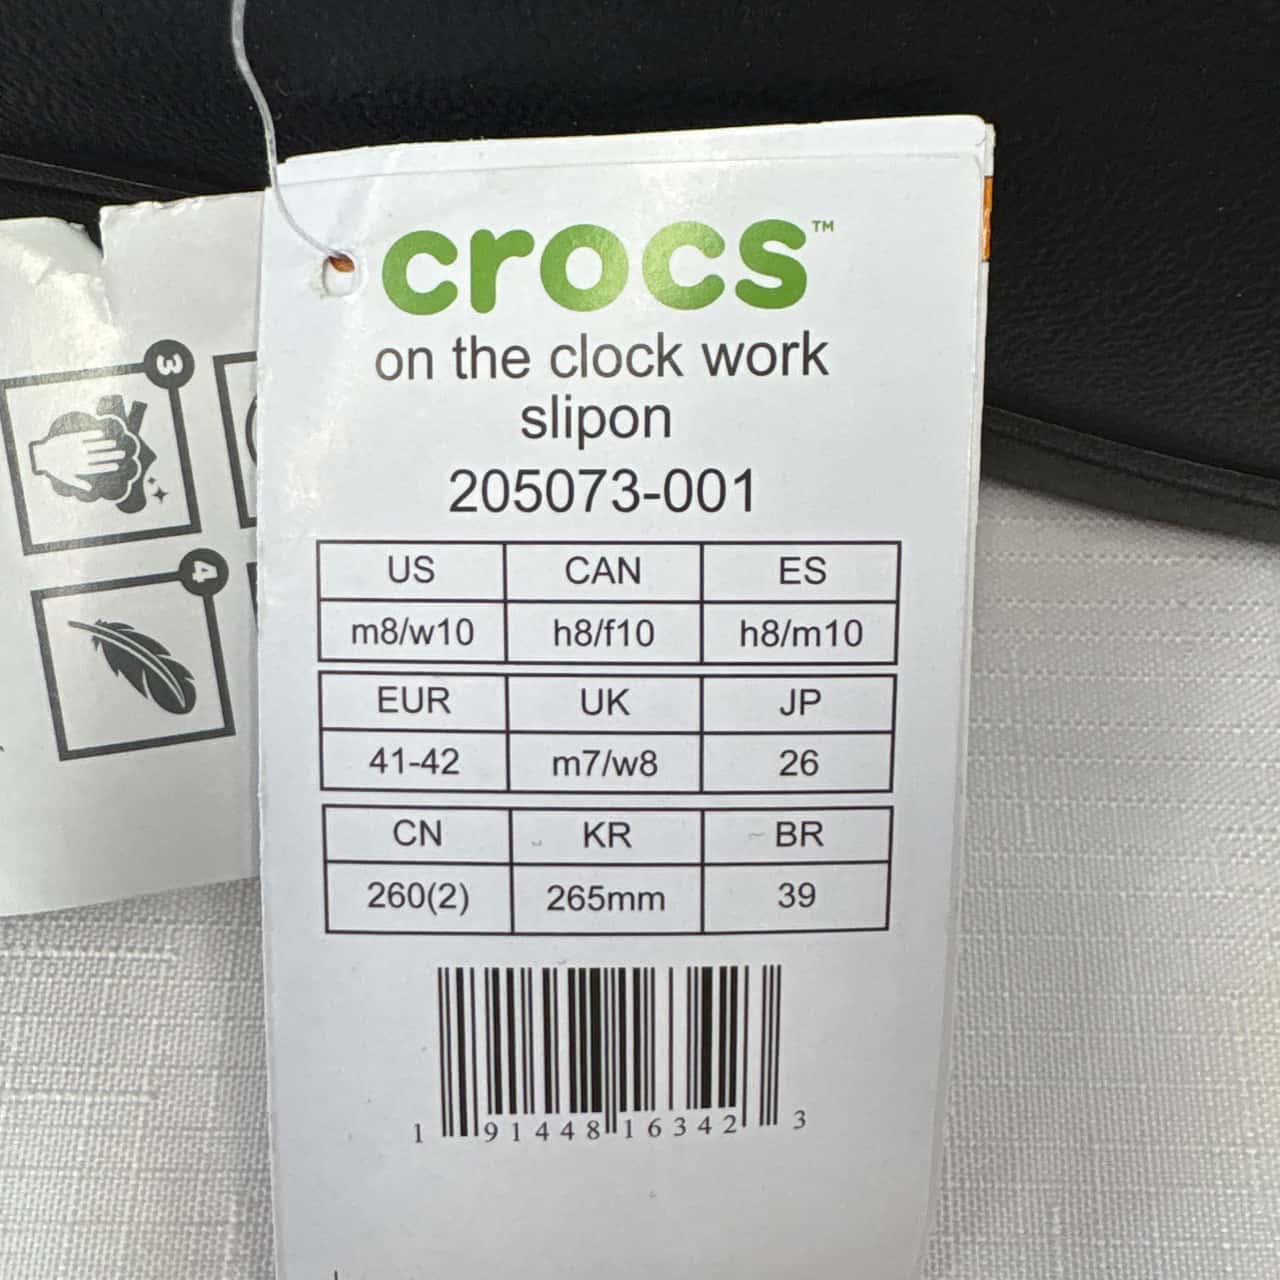 crocs™
on the clock work
slipon
205073-001
US CAN ES
m8/w10 h8/f10 h8/m10
EUR UK JP
41-42 m7/w8 26
CN KR BR
260(2) 265mm 39
1 91448 16342 3
3
4